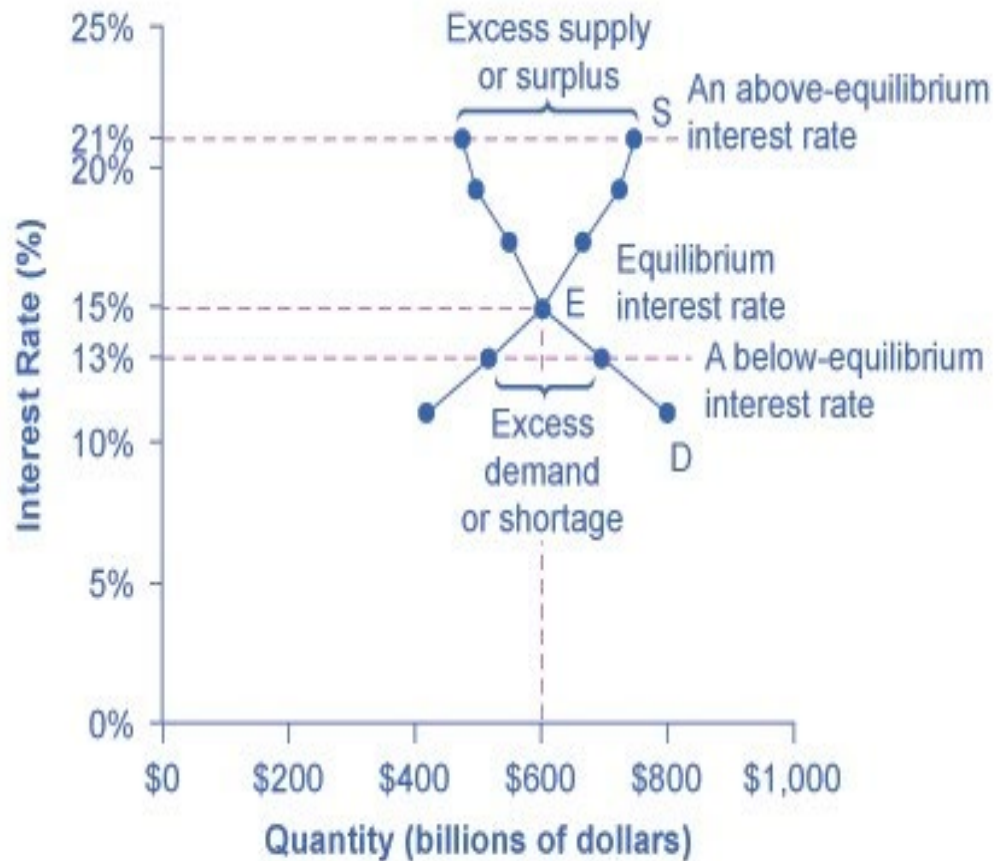 25%
Excess supply
or surplus
S
An above-equilibrium
interest rate
21%
20%
Equilibrium
interest rate
15%
E
13%
A below-equilibrium
interest rate
Excess
demand
or shortage
D
10%
5%
0%
Interest Rate (%)
$0
$200
$400
$600
$800
$1,000
Quantity (billions of dollars)